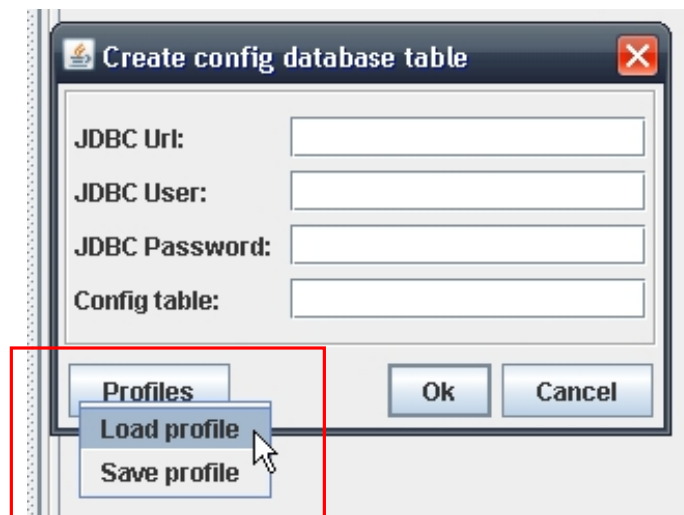 Create config database table
JDBC Url:
JDBC User:
JDBC Password:
Config table:
Profiles Ok Cancel
Load profile
Save profile